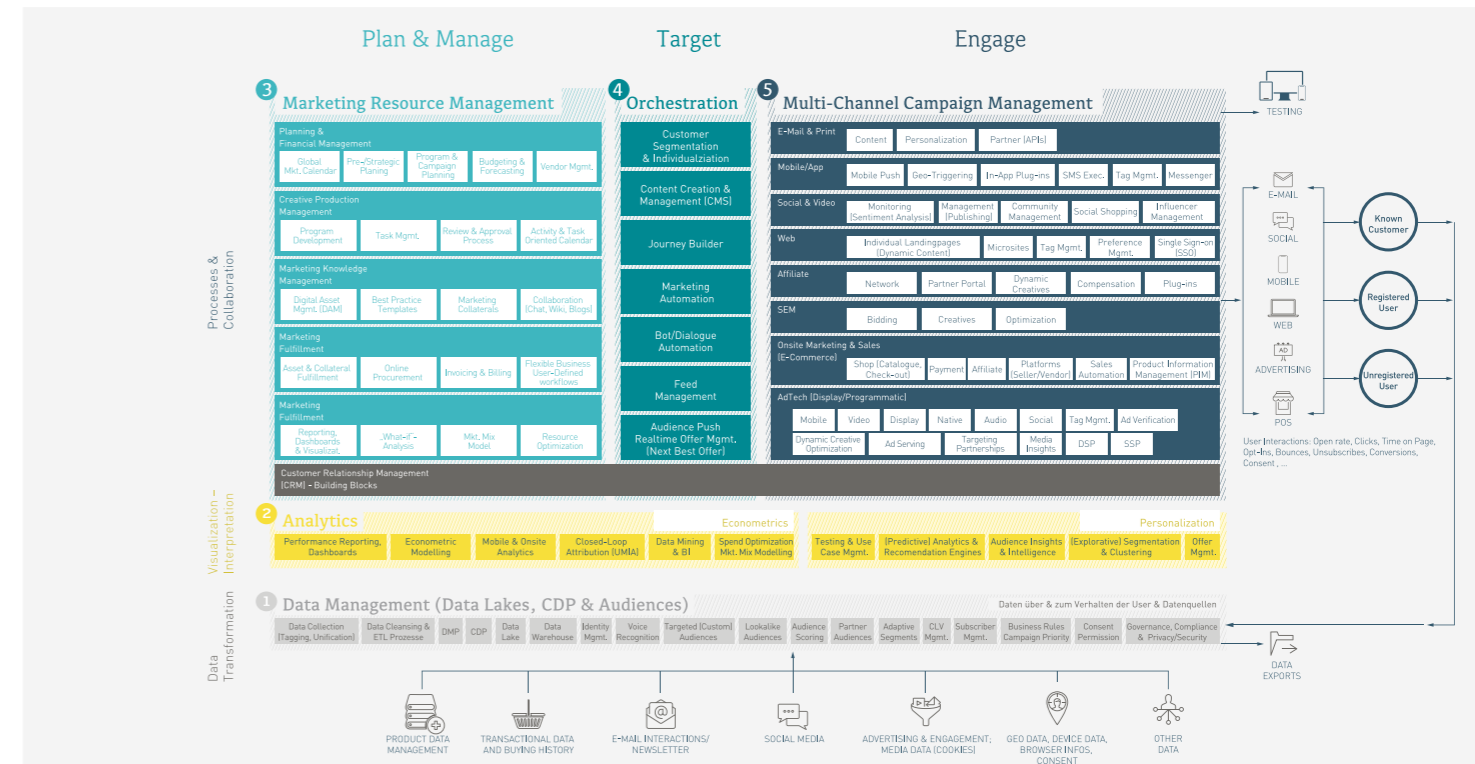 Plan & Manage
Target
Engage
3
Marketing Resource Management
Planning &
Financial Management
Global
Mkt. Calendar
Pre-/Strategic
Planing
Program &
Campaign
Planning
Budgeting &
Forecasting
Vendor Mgmt.
Creative Production
Management
Program
Development
Task Mgmt.
Review & Approval
Process
Activity & Task
Oriented Calendar
Marketing Knowledge
Management
Digital Asset
Mgmt. (DAM)
Best Practice
Templates
Marketing
Collaterals
Collaboration
(Chat, Wiki, Blogs)
Marketing
Fulfillment
Asset & Collateral
Fulfillment
Online
Procurement
Invoicing & Billing
Flexible Business
User-Defined
workflows
Marketing
Fulfillment
Reporting,
Dashboards
& Visualizat.
„What-if“-
Analysis
Mkt. Mix
Model
Resource
Optimization
4
Orchestration
Customer
Segmentation
& Individualziation
Content Creation &
Management (CMS)
Journey Builder
Marketing
Automation
Bot/Dialogue
Automation
Feed
Management
Audience Push
Realtime Offer Mgmt.
(Next Best Offer)
5
Multi-Channel Campaign Management
E-Mail & Print
Content
Personalization
Partner (APIs)
Mobile/App
Mobile Push
Geo-Triggering
In-App Plug-ins
SMS Exec.
Tag Mgmt.
Messenger
Social & Video
Monitoring
(Sentiment Analysis)
Management
(Publishing)
Community
Management
Social Shopping
Influencer
Management
Web
Individual Landingpages
(Dynamic Content)
Microsites
Tag Mgmt.
Preference
Mgmt.
Single Sign-on
(SSO)
Affiliate
Network
Partner Portal
Dynamic
Creatives
Compensation
Plug-ins
SEM
Bidding
Creatives
Optimization
Onsite Marketing & Sales
(E-Commerce)
Shop (Catalogue,
Check-out)
Payment
Affiliate
Platforms
(Seller/Vendor)
Sales
Automation
Product Information
Management (PIM)
AdTech (Display/Programmatic)
Mobile
Video
Display
Native
Audio
Social
Tag Mgmt.
Ad Verification
Dynamic Creative
Optimization
Ad Serving
Targeting
Partnerships
Media
Insights
DSP
SSP
Customer Relationship Management
(CRM) - Building Blocks
Processes &
Collaboration
TESTING
E-MAIL
SOCIAL
MOBILE
WEB
AD
ADVERTISING
POS
Known
Customer
Registered
User
Unregistered
User
User Interactions: Open rate, Clicks, Time on Page,
Opt-Ins, Bounces, Unsubscribes, Conversions,
Consent , ...
Visualization –
Interpretation
2
Analytics
Econometrics
Performance Reporting,
Dashboards
Econometric
Modelling
Mobile & Onsite
Analytics
Closed-Loop
Attribution (UMIA)
Data Mining
& BI
Spend Optimization
Mkt. Mix Modelling
Personalization
Testing & Use
Case Mgmt.
(Predictive) Analytics &
Recomendation Engines
Audience Insights
& Intelligence
(Explorative) Segmentation
& Clustering
Offer
Mgmt.
Data
Transformation
1
Data Management (Data Lakes, CDP & Audiences)
Daten über & zum Verhalten der User & Datenquellen
Data Collection
(Tagging, Unification)
Data Cleansing &
ETL Prozesse
DMP
CDP
Data
Lake
Data
Warehouse
Identity
Mgmt.
Voice
Recognition
Targeted (Custom)
Audiences
Lookalike
Audiences
Audience
Scoring
Partner
Audiences
Adaptive
Segments
CLV
Mgmt.
Subscriber
Mgmt.
Business Rules
Campaign Priority
Consent
Permission
Governance, Compliance
& Privacy/Security
DATA
EXPORTS
PRODUCT DATA
MANAGEMENT
TRANSACTIONAL DATA
AND BUYING HISTORY
E-MAIL INTERACTIONS/
NEWSLETTER
SOCIAL MEDIA
ADVERTISING & ENGAGEMENT;
MEDIA DATA (COOKIES)
GEO DATA, DEVICE DATA,
BROWSER INFOS,
CONSENT
OTHER
DATA